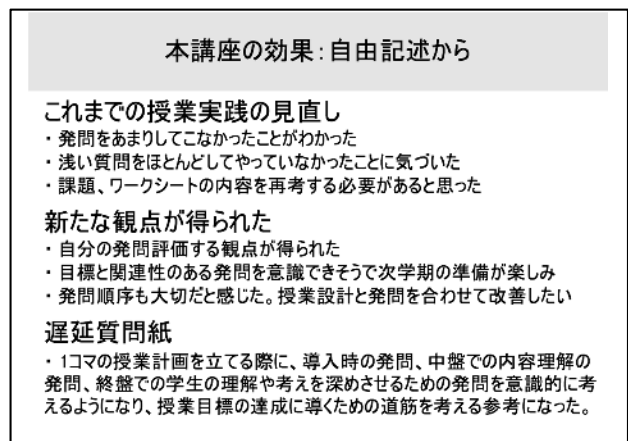 本講座の効果：自由記述から
これまでの授業実践の見直し
・発問をあまりしてこなかったことがわかった
・浅い質問をほとんどしてやっていなかったことに気づいた
・課題、ワークシートの内容を再考する必要があると思った
新たな観点が得られた
・自分の発問評価する観点が得られた
・目標と関連性のある発問を意識できそうで次学期の準備が楽しみ
・発問順序も大切だと感じた。授業設計と発問を合わせて改善したい
遅延質問紙
・1コマの授業計画を立てる際に、導入時の発問、中盤での内容理解の
発問、終盤での学生の理解や考えを深めさせるための発問を意識的に考
えるようになり、授業目標の達成に導くための道筋を考える参考になった。